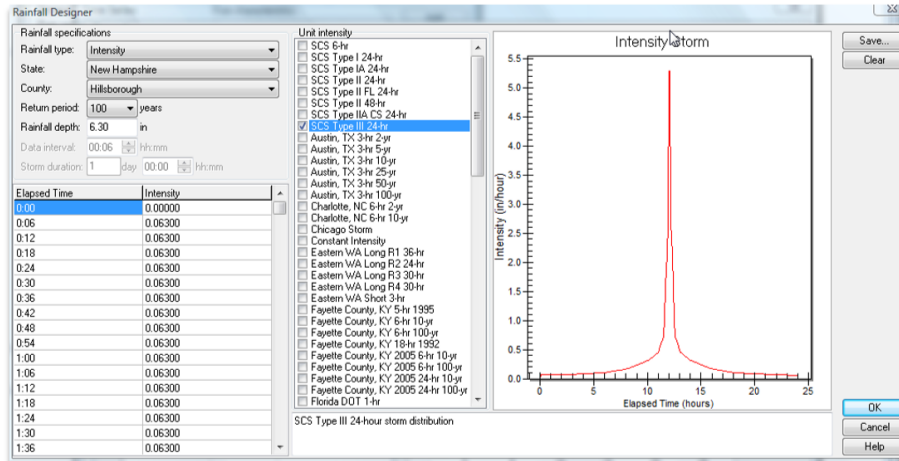 Rainfall Designer
Rainfall specifications
Rainfall type: Intensity
State: New Hampshire
County: Hillsborough
Return period: 100 years
Rainfall depth: 6.30 in
Data interval: 00:06 hh:mm
Storm duration: 1 day 00:00 hh:mm
Elapsed Time Intensity
0:00 0.00000
0:06 0.06300
0:12 0.06300
0:18 0.06300
0:24 0.06300
0:30 0.06300
0:36 0.06300
0:42 0.06300
0:48 0.06300
0:54 0.06300
1:00 0.06300
1:06 0.06300
1:12 0.06300
1:18 0.06300
1:24 0.06300
1:30 0.06300
1:36 0.06300
Unit intensity
SCS 6-hr
SCS Type I 24-hr
SCS Type IA 24-hr
SCS Type II 24-hr
SCS Type II FL 24-hr
SCS Type II 48-hr
SCS Type IIA CS 24-hr
SCS Type III 24-hr
Austin, TX 3-hr 2-yr
Austin, TX 3-hr 5-yr
Austin, TX 3-hr 10-yr
Austin, TX 3-hr 25-yr
Austin, TX 3-hr 50-yr
Austin, TX 3-hr 100-yr
Charlotte, NC 6-hr 2-yr
Charlotte, NC 6-hr 10-yr
Chicago Storm
Constant Intensity
Eastern WA Long R1 36-hr
Eastern WA Long R2 24-hr
Eastern WA Long R3 30-hr
Eastern WA Long R4 30-hr
Eastern WA Short 3-hr
Fayette County, KY 5-hr 1995
Fayette County, KY 6-hr 10-yr
Fayette County, KY 6-hr 100-yr
Fayette County, KY 18-hr 1992
Fayette County, KY 2005 6-hr 10-yr
Fayette County, KY 2005 6-hr 100-yr
Fayette County, KY 2005 24-hr 10-yr
Fayette County, KY 2005 24-hr 100-yr
Florida DOT 1-hr
SCS Type III 24-hour storm distribution
Intensity Storm
Intensity (in/hour)
5.5
5.0
4.5
4.0
3.5
3.0
2.5
2.0
1.5
1.0
0.5
0.0
0 5 10 15 20 25
Elapsed Time (hours)
Save...
Clear
OK
Cancel
Help